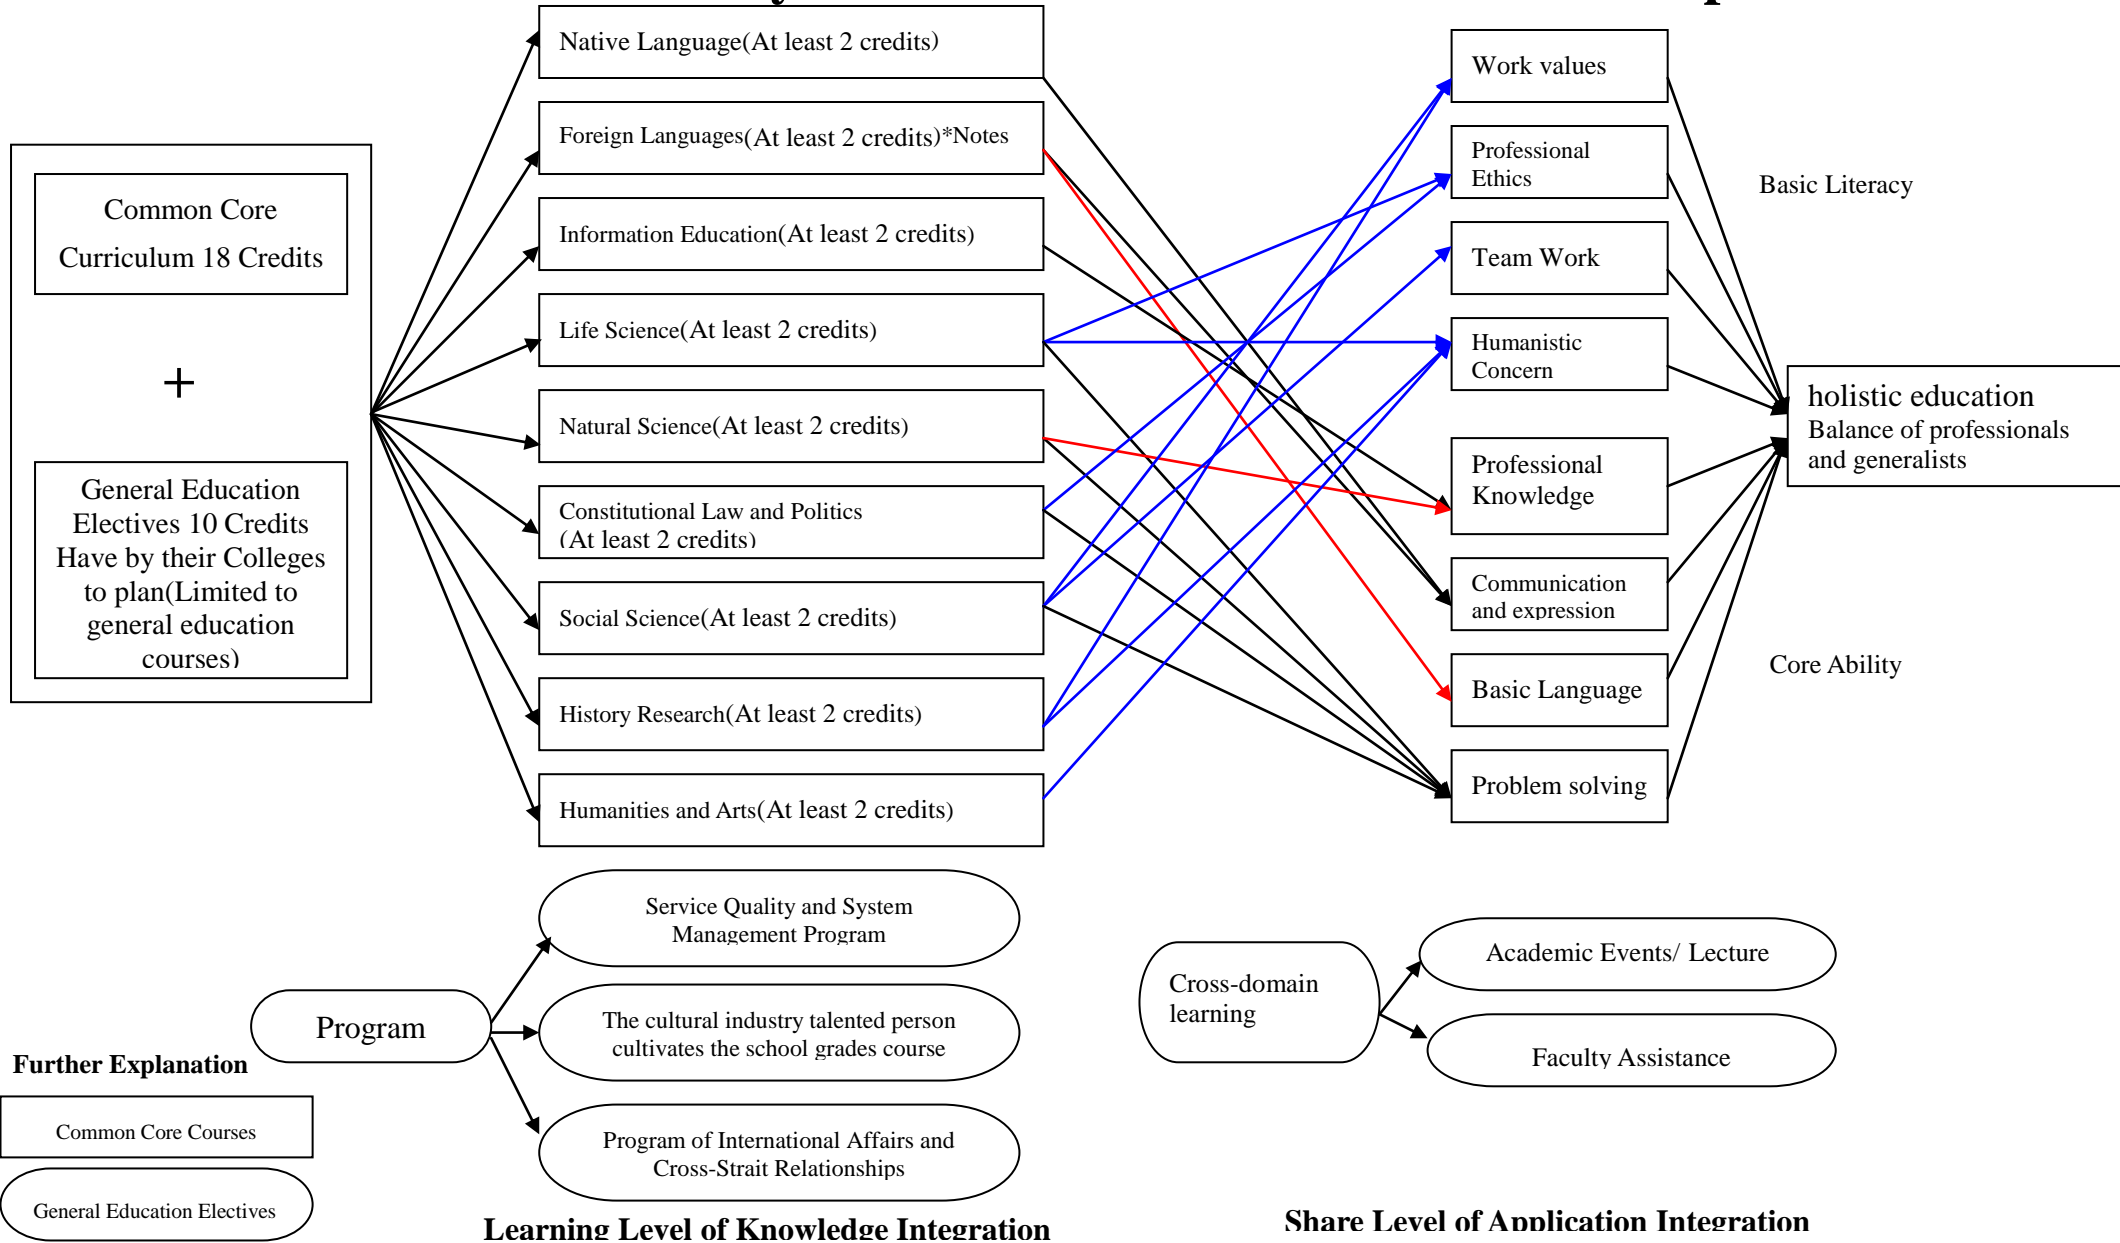 Native Language(At least 2 credits)
Foreign Languages(At least 2 credits)*Notes
Information Education(At least 2 credits)
Life Science(At least 2 credits)
Natural Science(At least 2 credits)
Constitutional Law and Politics
(At least 2 credits)
Social Science(At least 2 credits)
History Research(At least 2 credits)
Humanities and Arts(At least 2 credits)
Common Core
Curriculum 18 Credits
+
General Education
Electives 10 Credits
Have by their Colleges
to plan(Limited to
general education
courses)
Work values
Professional
Ethics
Team Work
Humanistic
Concern
Professional
Knowledge
Communication
and expression
Basic Language
Problem solving
Basic Literacy
Core Ability
holistic education
Balance of professionals
and generalists
Program
Service Quality and System
Management Program
The cultural industry talented person
cultivates the school grades course
Program of International Affairs and
Cross-Strait Relationships
Cross-domain
learning
Academic Events/ Lecture
Faculty Assistance
Further Explanation
Common Core Courses
General Education Electives
Learning Level of Knowledge Integration
Share Level of Application Integration